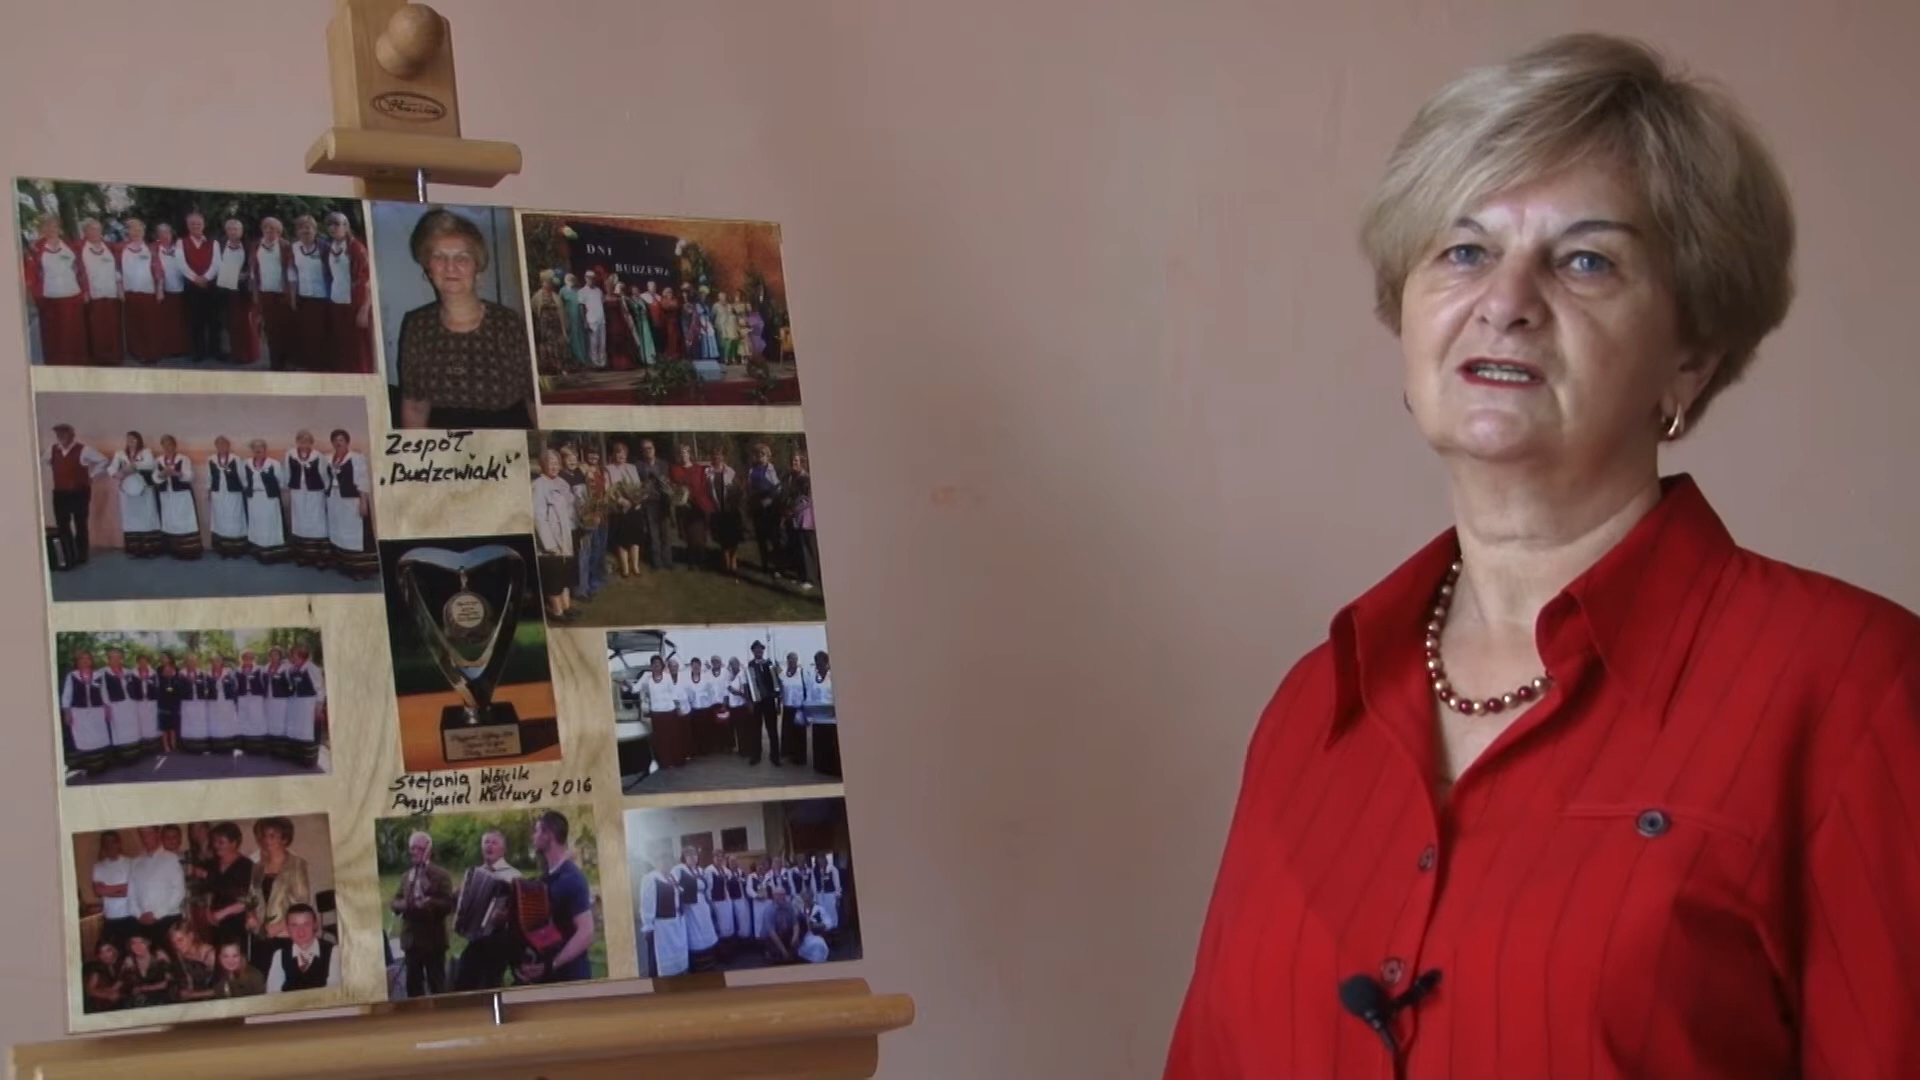 DNI
BUDZEWA
Zespół
„Budzewiaki"
Stefania Wójcik
Przyjaciel Kultury 2016